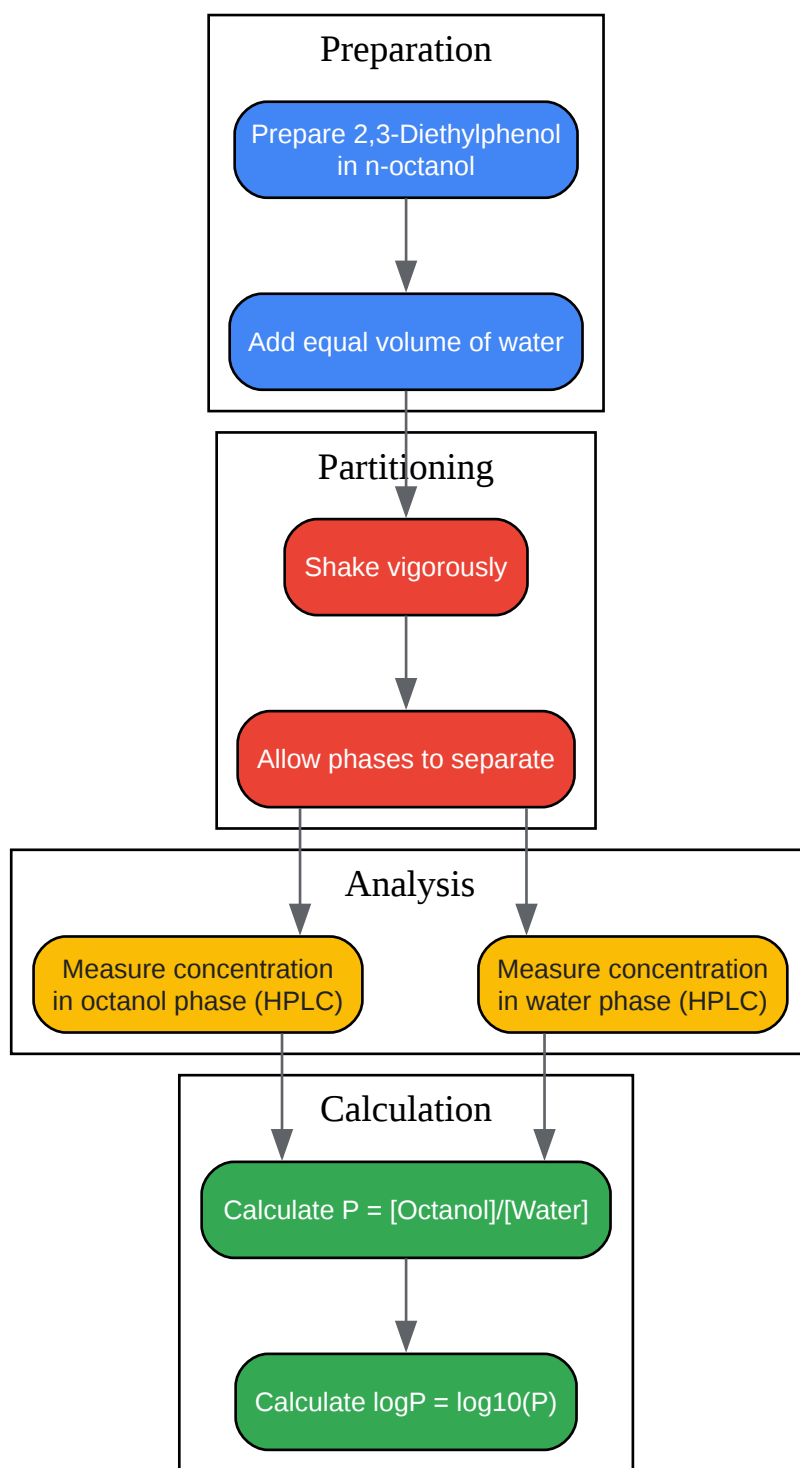 Preparation
Prepare 2,3-Diethylphenol
in n-octanol
Add equal volume of water
Partitioning
Shake vigorously
Allow phases to separate
Analysis
Measure concentration
in octanol phase (HPLC)
Measure concentration
in water phase (HPLC)
Calculation
Calculate P = [Octanol]/[Water]
Calculate logP = log10(P)